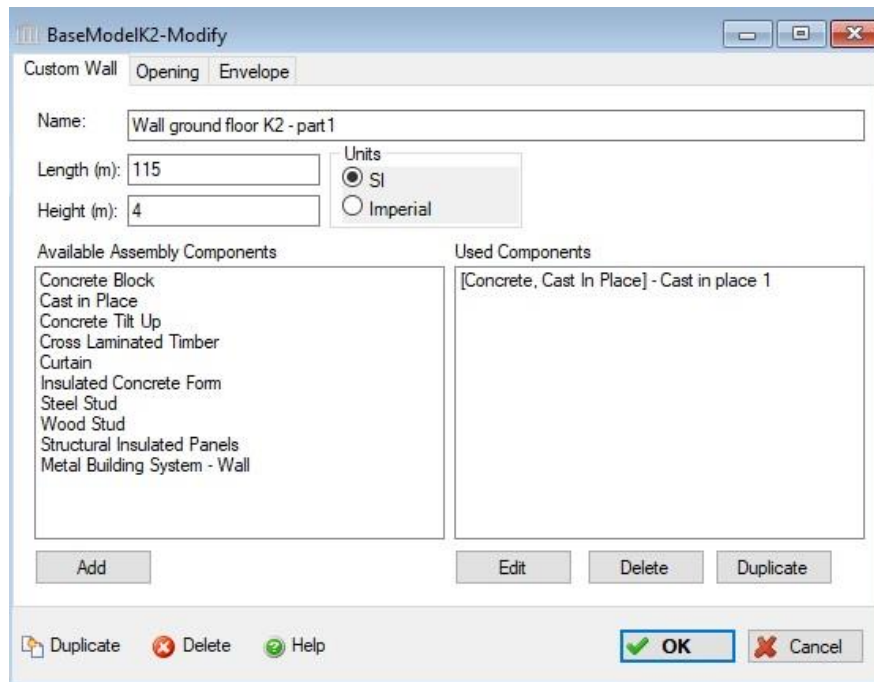 BaseModelK2-Modify
Custom Wall Opening Envelope
Name: Wall ground floor K2 - part1
Length (m): 115
Height (m): 4
Units
SI
Imperial
Available Assembly Components
Concrete Block
Cast in Place
Concrete Tilt Up
Cross Laminated Timber
Curtain
Insulated Concrete Form
Steel Stud
Wood Stud
Structural Insulated Panels
Metal Building System - Wall
Add
Used Components
[Concrete, Cast In Place] - Cast in place 1
Edit Delete Duplicate
Duplicate Delete Help OK Cancel